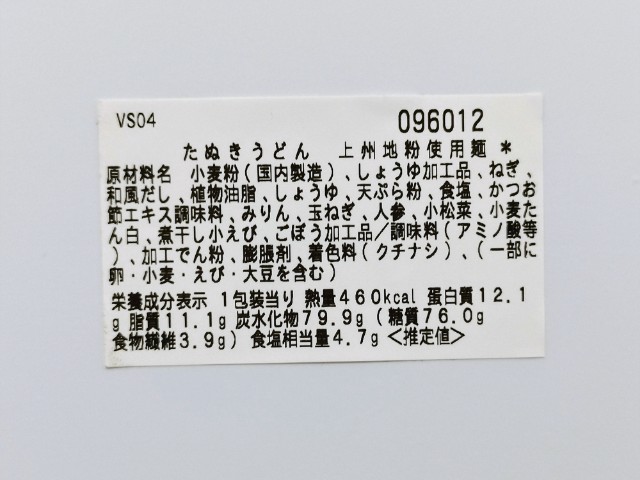 VS04 096012
たぬきうどん 上州地粉使用麺 *
原材料名 小麦粉(国内製造)、しょうゆ加工品、ねぎ、
和風だし、植物油脂、しょうゆ、天ぷら粉、食塩、かつお
節エキス調味料、みりん、玉ねぎ、人参、小松菜、小麦た
ん白、煮干し小えび、ごぼう加工品/調味料(アミノ酸等
)、加工でん粉、膨脹剤、着色料(クチナシ)、(一部に
卵・小麦・えび・大豆を含む)
栄養成分表示 1包装当り 熱量460kcal 蛋白質12.1
g 脂質11.1g 炭水化物79.9g(糖質76.0g
食物繊維3.9g) 食塩相当量4.7g <推定値>